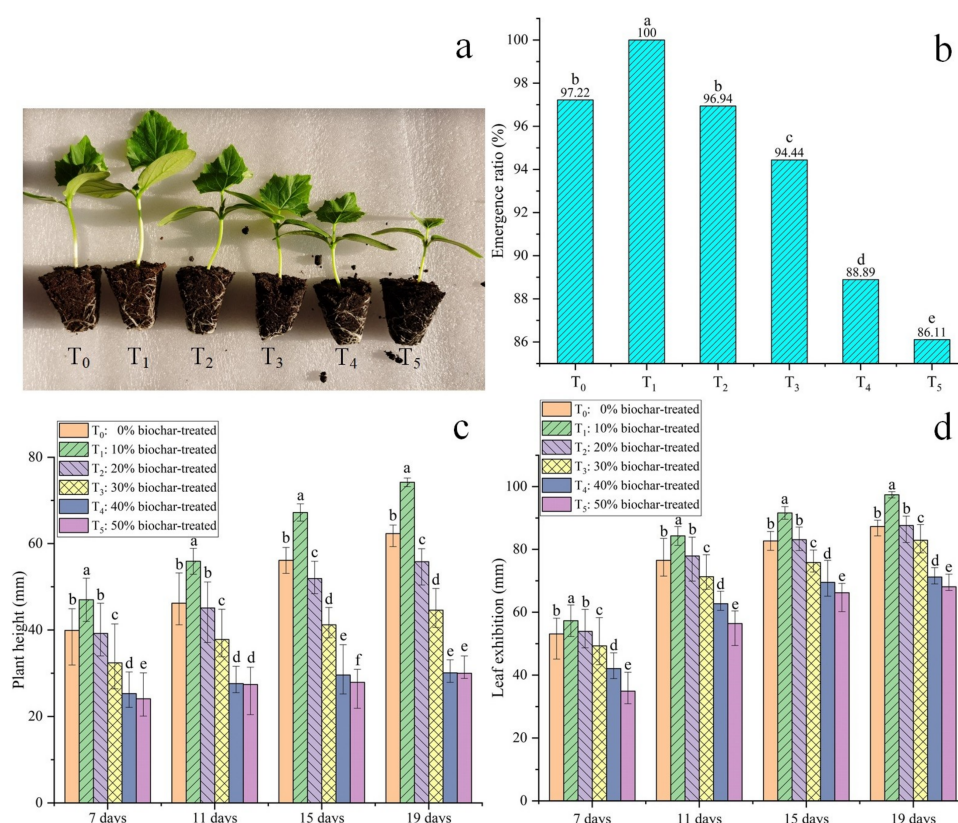 a
T₀ T₁ T₂ T₃ T₄ T₅
b
Emergence ratio (%)
100
98
96
94
92
90
88
86
b
97.22
a
100
b
96.94
c
94.44
d
88.89
e
86.11
T₀ T₁ T₂ T₃ T₄ T₅
c
T₀: 0% biochar-treated
T₁: 10% biochar-treated
T₂: 20% biochar-treated
T₃: 30% biochar-treated
T₄: 40% biochar-treated
T₅: 50% biochar-treated
Plant height (mm)
80
60
40
20
0
b a b c d e
b a b c d d
b a c d e f
b a c d e e
7 days 11 days 15 days 19 days
d
T₀: 0% biochar-treated
T₁: 10% biochar-treated
T₂: 20% biochar-treated
T₃: 30% biochar-treated
T₄: 40% biochar-treated
T₅: 50% biochar-treated
Leaf exhibition (mm)
100
80
60
40
20
0
b a b c d e
b a b c d e
b a b c d e
b a b c d e
7 days 11 days 15 days 19 days